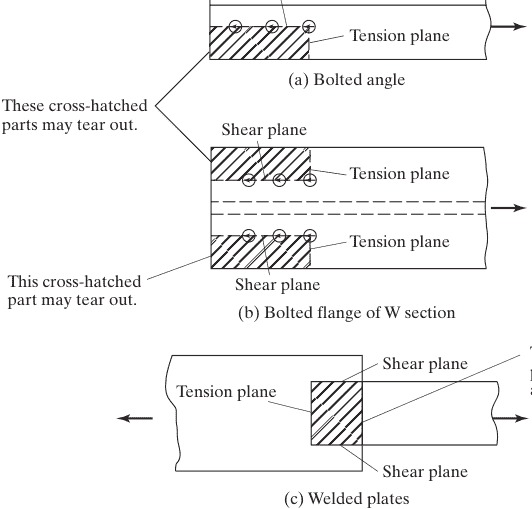 Tension plane
(a) Bolted angle
These cross-hatched
parts may tear out.
Shear plane
Tension plane
Tension plane
This cross-hatched
part may tear out.
Shear plane
(b) Bolted flange of W section
Shear plane
Tension plane
Shear plane
(c) Welded plates